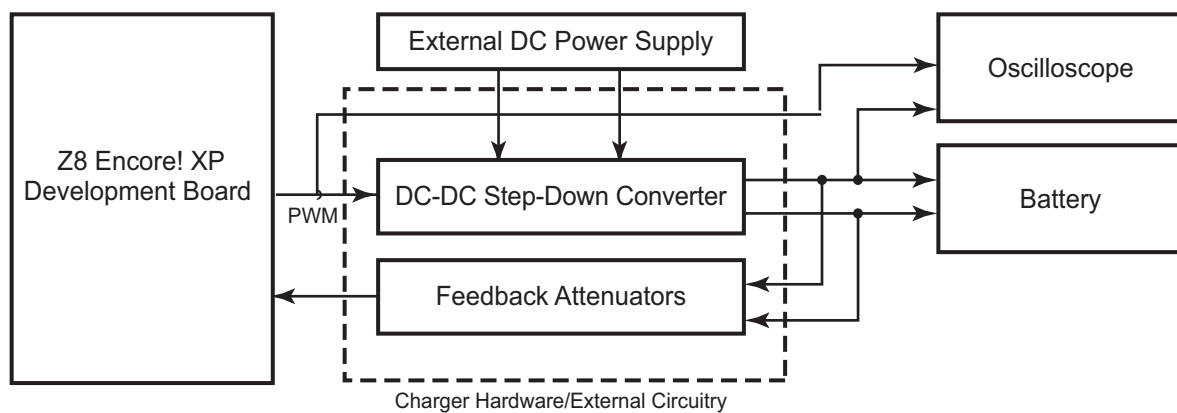 External DC Power Supply
Oscilloscope
Z8 Encore! XP
Development Board
PWM
DC-DC Step-Down Converter
Battery
Feedback Attenuators
Charger Hardware/External Circuitry